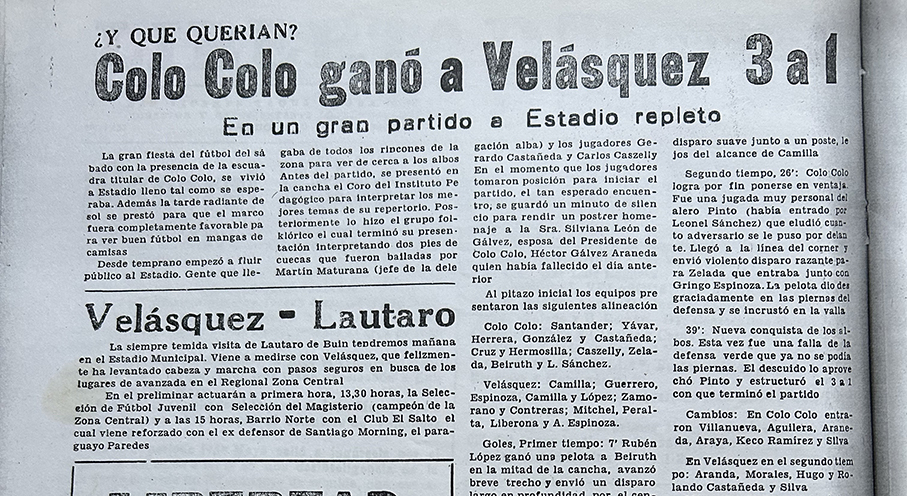 ¿Y QUE QUERIAN?
Colo Colo ganó a Velásquez 3 a 1
En un gran partido a Estadio repleto
La gran fiesta del fútbol del sá
bado con la presencia de la escua
dra titular de Colo Colo, se vivió
a Estadio lleno tal como se espe-
raba. Además la tarde radiante de
sol se prestó para que el marco
fuera completamente favorable pa
ra ver buen fútbol en mangas de
camisas
Desde temprano empezó a fluir
público al Estadio. Gente que lle-
gaba de todos los rincones de la
zona para ver de cerca a los albos
Antes del partido, se presentó en
la cancha el Coro del Instituto Pe
dagógico para interpretar los me-
jores temas de su repertorio. Pos-
teriormente lo hizo el grupo fol-
klórico el cual terminó su presen-
tación interpretando dos pies de
cuecas que fueron bailadas por
Martín Maturana (jefe de la dele
gación alba) y los jugadores Ge-
rardo Castañeda y Carlos Caszelly
En el momento que los jugadores
tomaron posición para iniciar el
partido, el tan esperado encuen-
tro, se guardó un minuto de silen
cio para rendir un postrer home-
naje a la Sra. Silviana León de
Gálvez, esposa del Presidente de
Colo Colo, Héctor Gálvez Araneda
quien había fallecido el día ante-
rior
Al pitazo inicial los equipos pre
sentaron las siguientes alineación
Colo Colo: Santander; Yávar,
Herrera, González y Castañeda;
Cruz y Hermosilla; Caszelly, Zela-
da, Beiruth y L. Sánchez.
Velásquez: Camilla; Guerrero,
Espinoza, Camilla y López; Zamo-
rano y Contreras; Mitchel, Peral-
ta, Liberona y A. Espinoza.
Goles, Primer tiempo: 7' Rubén
López ganó una pelota a Beiruth
en la mitad de la cancha, avanzó
breve trecho y envió un disparo
largo en profundidad por el cen-
disparo suave junto a un poste, le
jos del alcance de Camilla
Segundo tiempo, 26': Colo Colo
logra por fin ponerse en ventaja.
Fue una jugada muy personal del
alero Pinto (había entrado por
Leonel Sánchez) que eludió cuan-
to adversario se le puso por delan
te. Llegó a la línea del corner y
envió violento disparo razante pa-
ra Zelada que entraba junto con
Gringo Espinoza. La pelota dio des
graciadamente en las piernas del
defensa y se incrustó en la valla
39': Nueva conquista de los al-
bos. Esta vez fue una falla de la
defensa verde que ya no se podía
las piernas. El descuido lo aprove
chó Pinto y estructuró el 3 a 1
con que terminó el partido
Cambios: En Colo Colo entra-
ron Villanueva, Aguilera, Arane-
da, Araya, Keco Ramírez y Silva
En Velásquez en el segundo tiem
po: Aranda, Morales, Hugo y Ro-
lando Castañeda y Silva
Velásquez - Lautaro
La siempre temida visita de Lautaro de Buin tendremos mañana
en el Estadio Municipal. Viene a medirse con Velásquez, que felizmen-
te ha levantado cabeza y marcha con pasos seguros en busca de los
lugares de avanzada en el Regional Zona Central
En el preliminar actuarán a primera hora, 13,30 horas, la Selec-
ción de Fútbol Juvenil con Selección del Magisterio (campeón de la
Zona Central) y a las 15 horas, Barrio Norte con el Club El Salto el
cual viene reforzado con el ex defensor de Santiago Morning, el para-
guayo Paredes